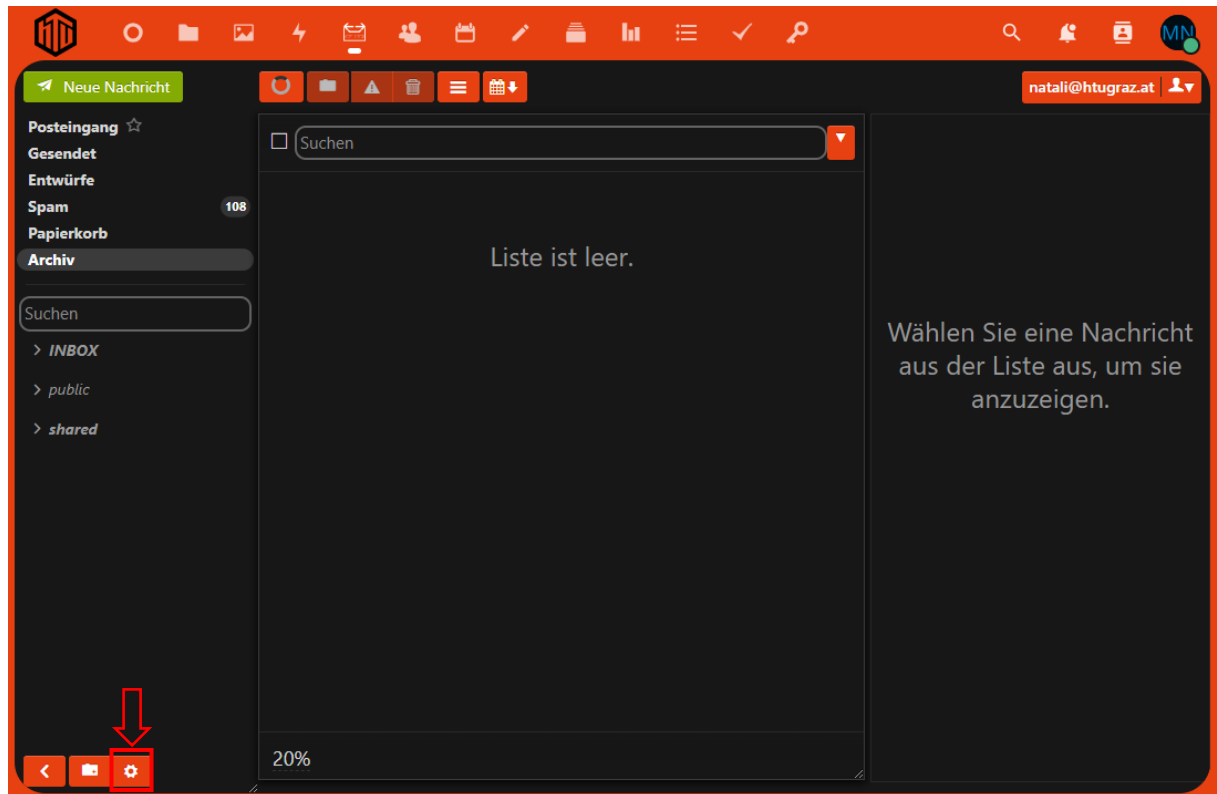 MN
Neue Nachricht
natali@htugraz.at
Posteingang
Gesendet
Entwürfe
Spam 108
Papierkorb
Archiv
Suchen
INBOX
public
shared
Suchen
Liste ist leer.
20%
Wählen Sie eine Nachricht
aus der Liste aus, um sie
anzuzeigen.